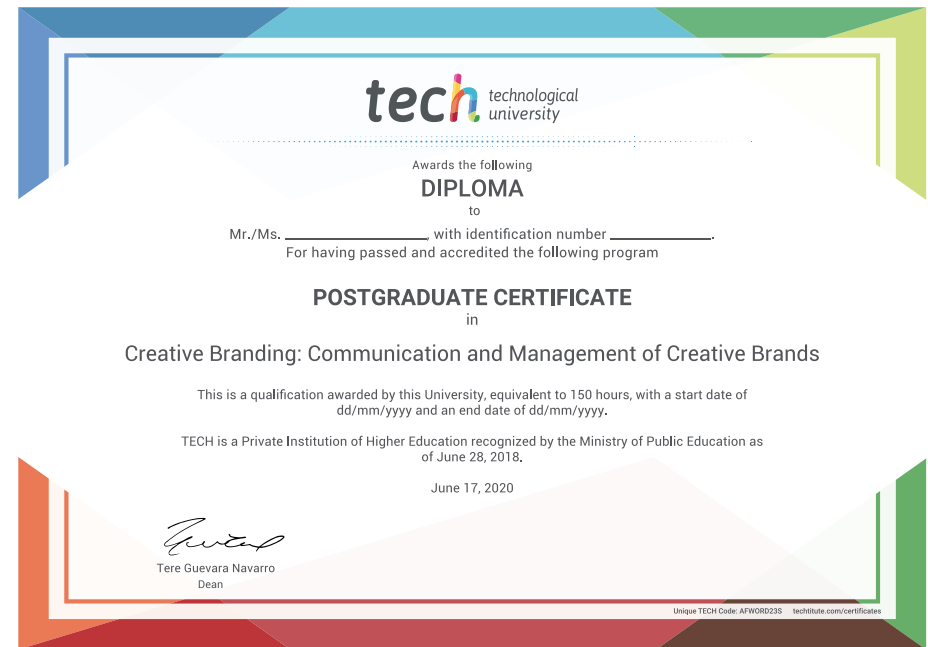 tech technological
university
Awards the following
DIPLOMA
to
Mr./Ms. ____________________, with identification number ______________.
For having passed and accredited the following program
POSTGRADUATE CERTIFICATE
in
Creative Branding: Communication and Management of Creative Brands
This is a qualification awarded by this University, equivalent to 150 hours, with a start date of
dd/mm/yyyy and an end date of dd/mm/yyyy.
TECH is a Private Institution of Higher Education recognized by the Ministry of Public Education as
of June 28, 2018.
June 17, 2020
Tere Guevara Navarro
Dean
Unique TECH Code: AFWORD23S techtitute.com/certificates